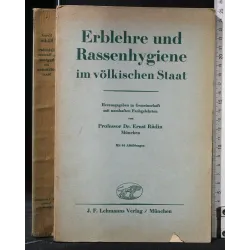 Erblehre und
Rassenhygiene
im völkischen Staat
Herausgegeben in Gemeinschaft
mit namhaften Fachgelehrten
von
Professor Dr. Ernst Rüdin
München
Abbildungen
J. F. Lehmanns Verlag / München